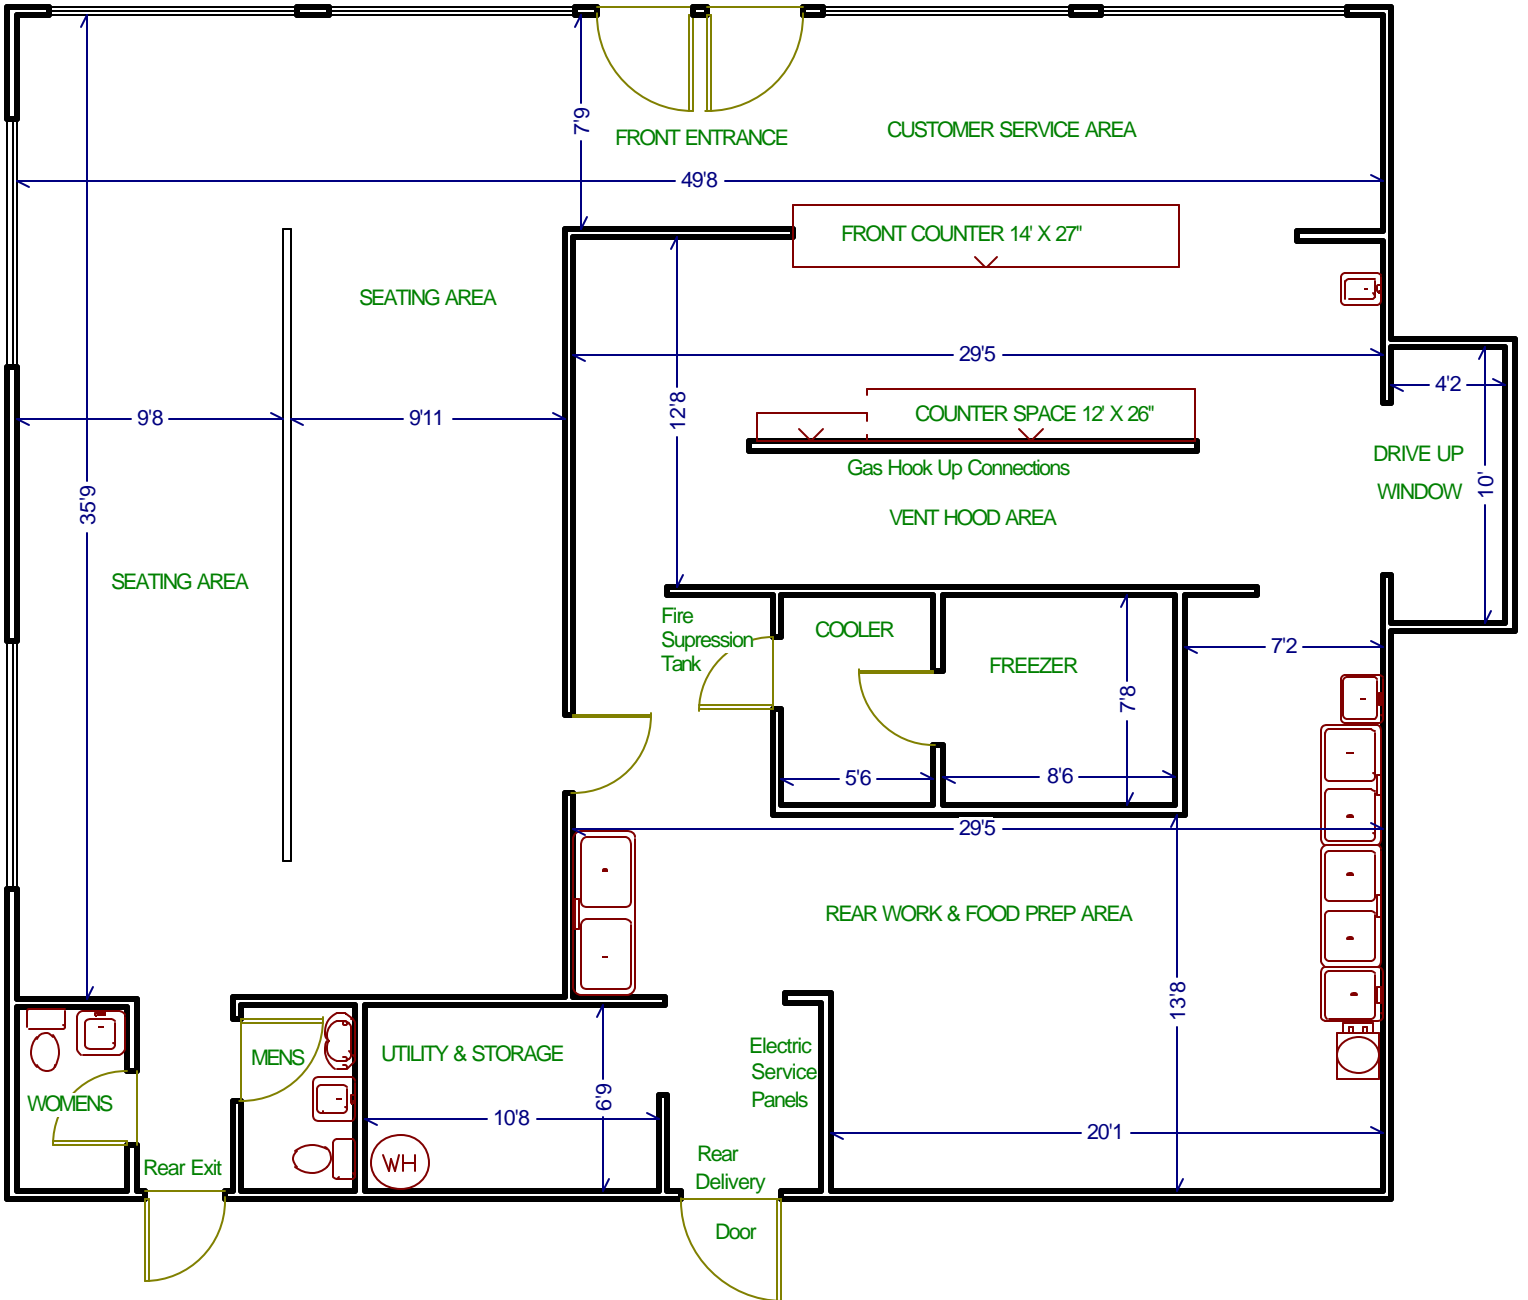 7'9
FRONT ENTRANCE
CUSTOMER SERVICE AREA
49'8
FRONT COUNTER 14' X 27"
SEATING AREA
29'5
4'2
12'8
9'8
9'11
COUNTER SPACE 12' X 26"
DRIVE UP
WINDOW
10'
Gas Hook Up Connections
VENT HOOD AREA
35'9
SEATING AREA
Fire
Supression
Tank
COOLER
FREEZER
7'2
7'8
5'6
8'6
29'5
REAR WORK & FOOD PREP AREA
13'8
MENS
UTILITY & STORAGE
Electric
Service
Panels
WOMENS
6'9
10'8
20'1
Rear Exit
WH
Rear
Delivery
Door